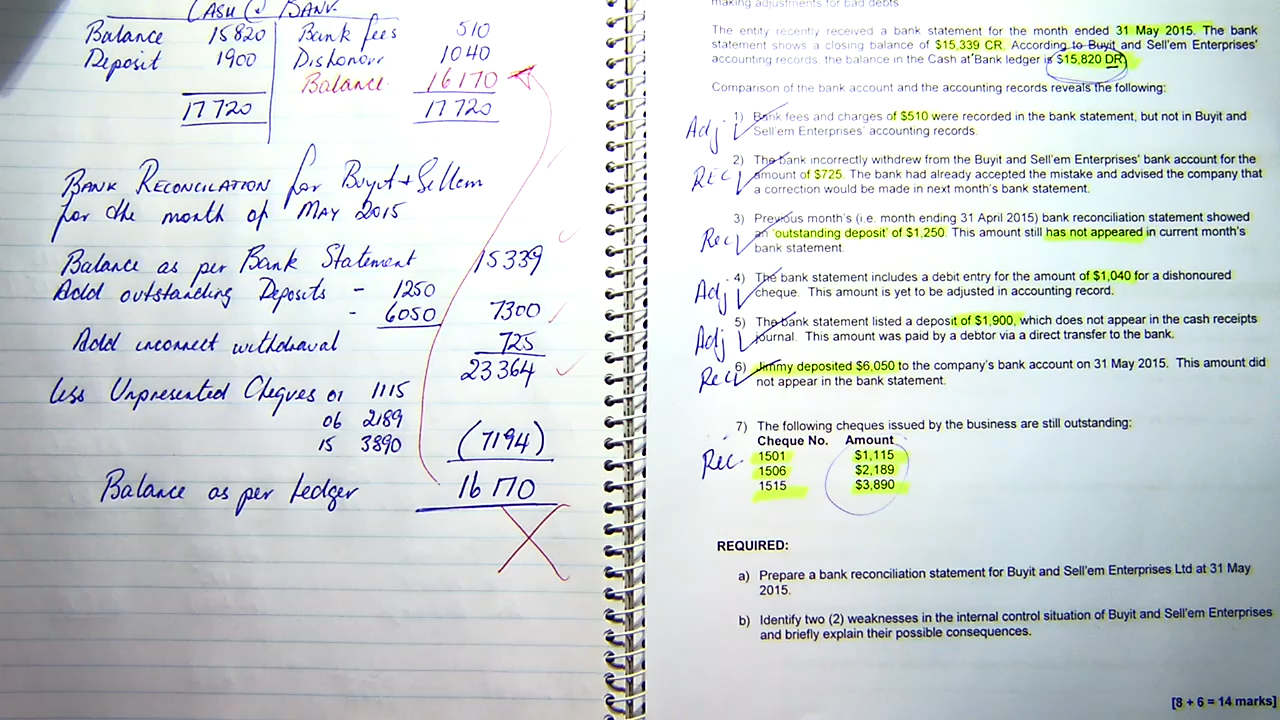 CASH @ BANK
Balance 15820 Bank fees 510
Deposit 1900 Dishonour 1040
Balance 16170
17720 17720
BANK RECONCILATION for Buyit + Sellem
for the month of MAY 2015
Balance as per Bank Statement 15339
Add outstanding Deposits - 1250
- 6050 7300
Add incorrect withdrawal 725
23364
less Unpresented Cheques 01 1115
06 2189
15 3890 (7194)
Balance as per ledger 16170
making adjustments for bad debts
The entity recently received a bank statement for the month ended 31 May 2015. The bank
statement shows a closing balance of $15,339 CR. According to Buyit and Sell'em Enterprises'
accounting records, the balance in the Cash at Bank ledger is $15,820 DR.
Comparison of the bank account and the accounting records reveals the following:
Adj 1) Bank fees and charges of $510 were recorded in the bank statement, but not in Buyit and
Sell'em Enterprises' accounting records.
2) The bank incorrectly withdrew from the Buyit and Sell'em Enterprises' bank account for the
REC amount of $725. The bank had already accepted the mistake and advised the company that
a correction would be made in next month's bank statement.
3) Previous month's (i.e. month ending 31 April 2015) bank reconciliation statement showed
Rec an 'outstanding deposit' of $1,250. This amount still has not appeared in current month's
bank statement.
4) The bank statement includes a debit entry for the amount of $1,040 for a dishonoured
Adj cheque. This amount is yet to be adjusted in accounting record.
5) The bank statement listed a deposit of $1,900, which does not appear in the cash receipts
Adj journal. This amount was paid by a debtor via a direct transfer to the bank.
6) Jimmy deposited $6,050 to the company's bank account on 31 May 2015. This amount did
Rec not appear in the bank statement.
7) The following cheques issued by the business are still outstanding:
Cheque No. Amount
Rec. 1501 $1,115
1506 $2,189
1515 $3,890
REQUIRED:
a) Prepare a bank reconciliation statement for Buyit and Sell'em Enterprises Ltd at 31 May
2015.
b) Identify two (2) weaknesses in the internal control situation of Buyit and Sell'em Enterprises
and briefly explain their possible consequences.
[8 + 6 = 14 marks]